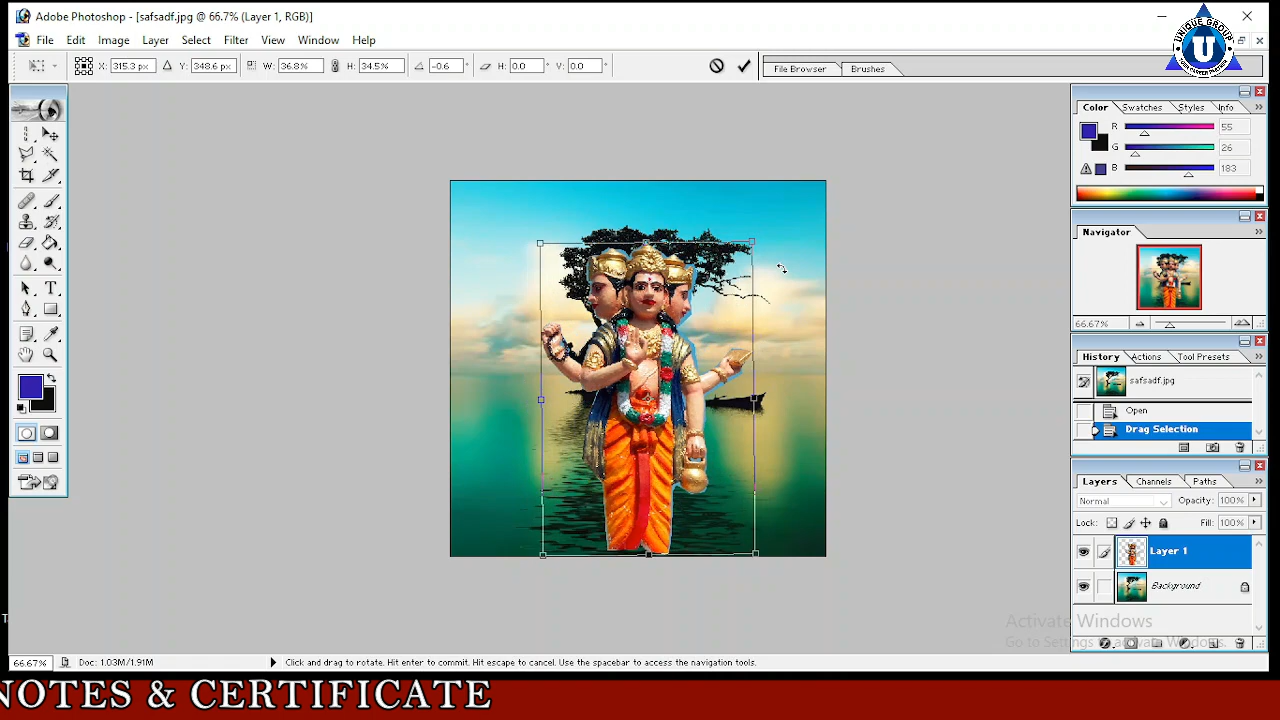 Adobe Photoshop - [safsadf.jpg @ 66.7% (Layer 1, RGB)]
File Edit Image Layer Select Filter View Window Help
X: 315.3 px Y: 348.6 px W: 36.8% H: 34.5% -0.6 ° H: 0.0 ° V: 0.0 °
File Browser Brushes
UNIQUE GROUP
U
Color Swatches Styles Info
R 55
G 26
B 183
Navigator
66.67%
History Actions Tool Presets
safsadf.jpg
Open
Drag Selection
Layers Channels Paths
Normal Opacity: 100%
Lock: Fill: 100%
Layer 1
Background
Activate Windows
Go to Settings to activate Windows.
66.67% Doc: 1.03M/1.91M Click and drag to rotate. Hit enter to commit. Hit escape to cancel. Use the spacebar to access the navigation tools.
NOTES & CERTIFICATE